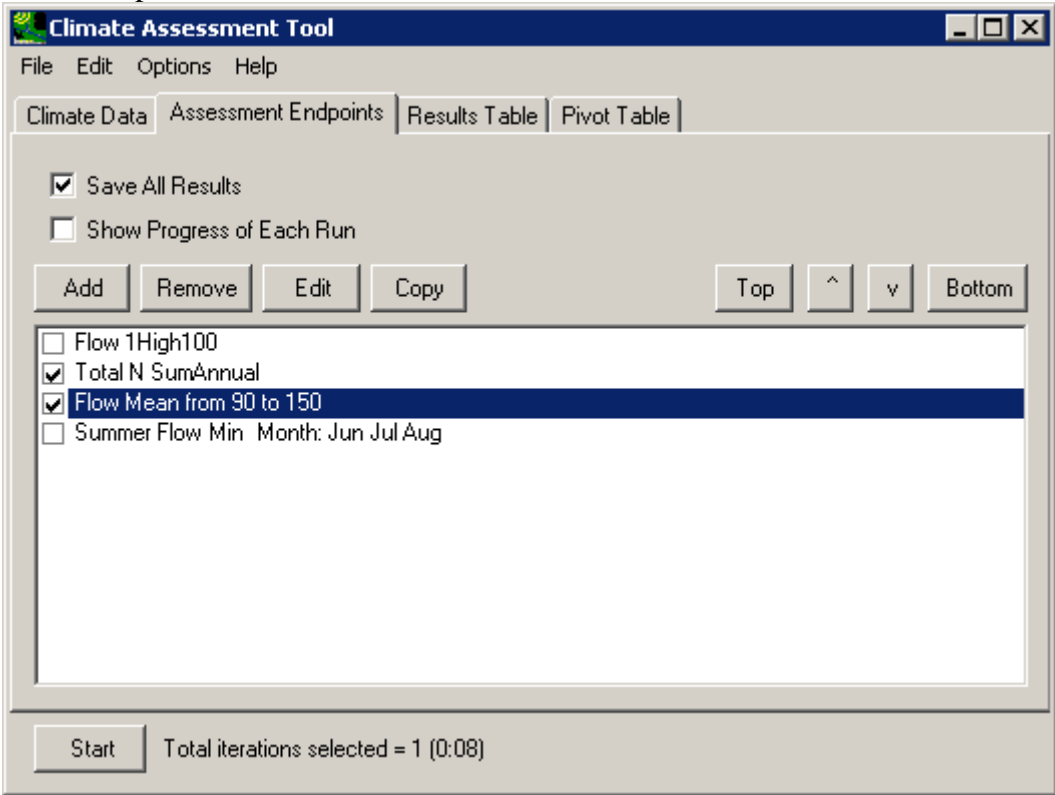 Climate Assessment Tool
File Edit Options Help
Climate Data Assessment Endpoints Results Table Pivot Table
Save All Results
Show Progress of Each Run
Add Remove Edit Copy Top ^ v Bottom
Flow 1High100
Total N SumAnnual
Flow Mean from 90 to 150
Summer Flow Min Month: Jun Jul Aug
Start Total iterations selected = 1 (0:08)